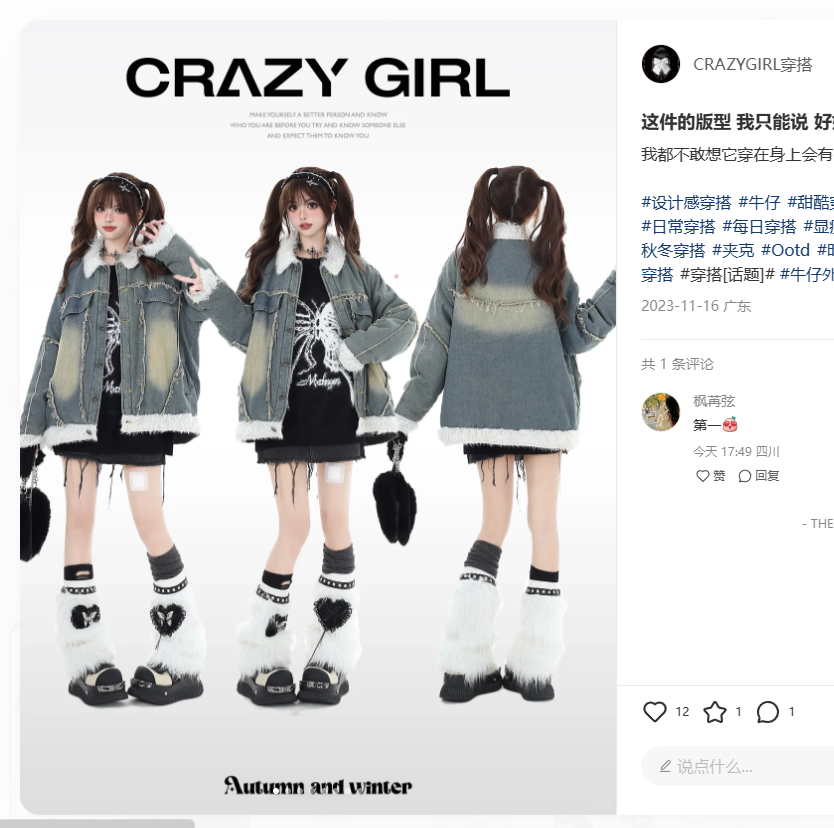 CRAZY GIRL
MAKE YOURSELF A BETTER PERSON AND KNOW
WHO YOU ARE BEFORE YOU TRY AND KNOW SOMEONE ELSE
AND EXPECT THEM TO KNOW YOU
Autumn and winter
CRAZYGIRL穿搭
这件的版型 我只能说 好
我都不敢想它穿在身上会有
#设计感穿搭 #牛仔 #甜酷
#日常穿搭 #每日穿搭 #显
秋冬穿搭 #夹克 #Ootd #
穿搭 #穿搭[话题]# #牛仔外
2023-11-16 广东
共 1 条评论
枫苒弦
第一
今天 17:49 四川
赞 回复
- THE
12 1 1
说点什么...